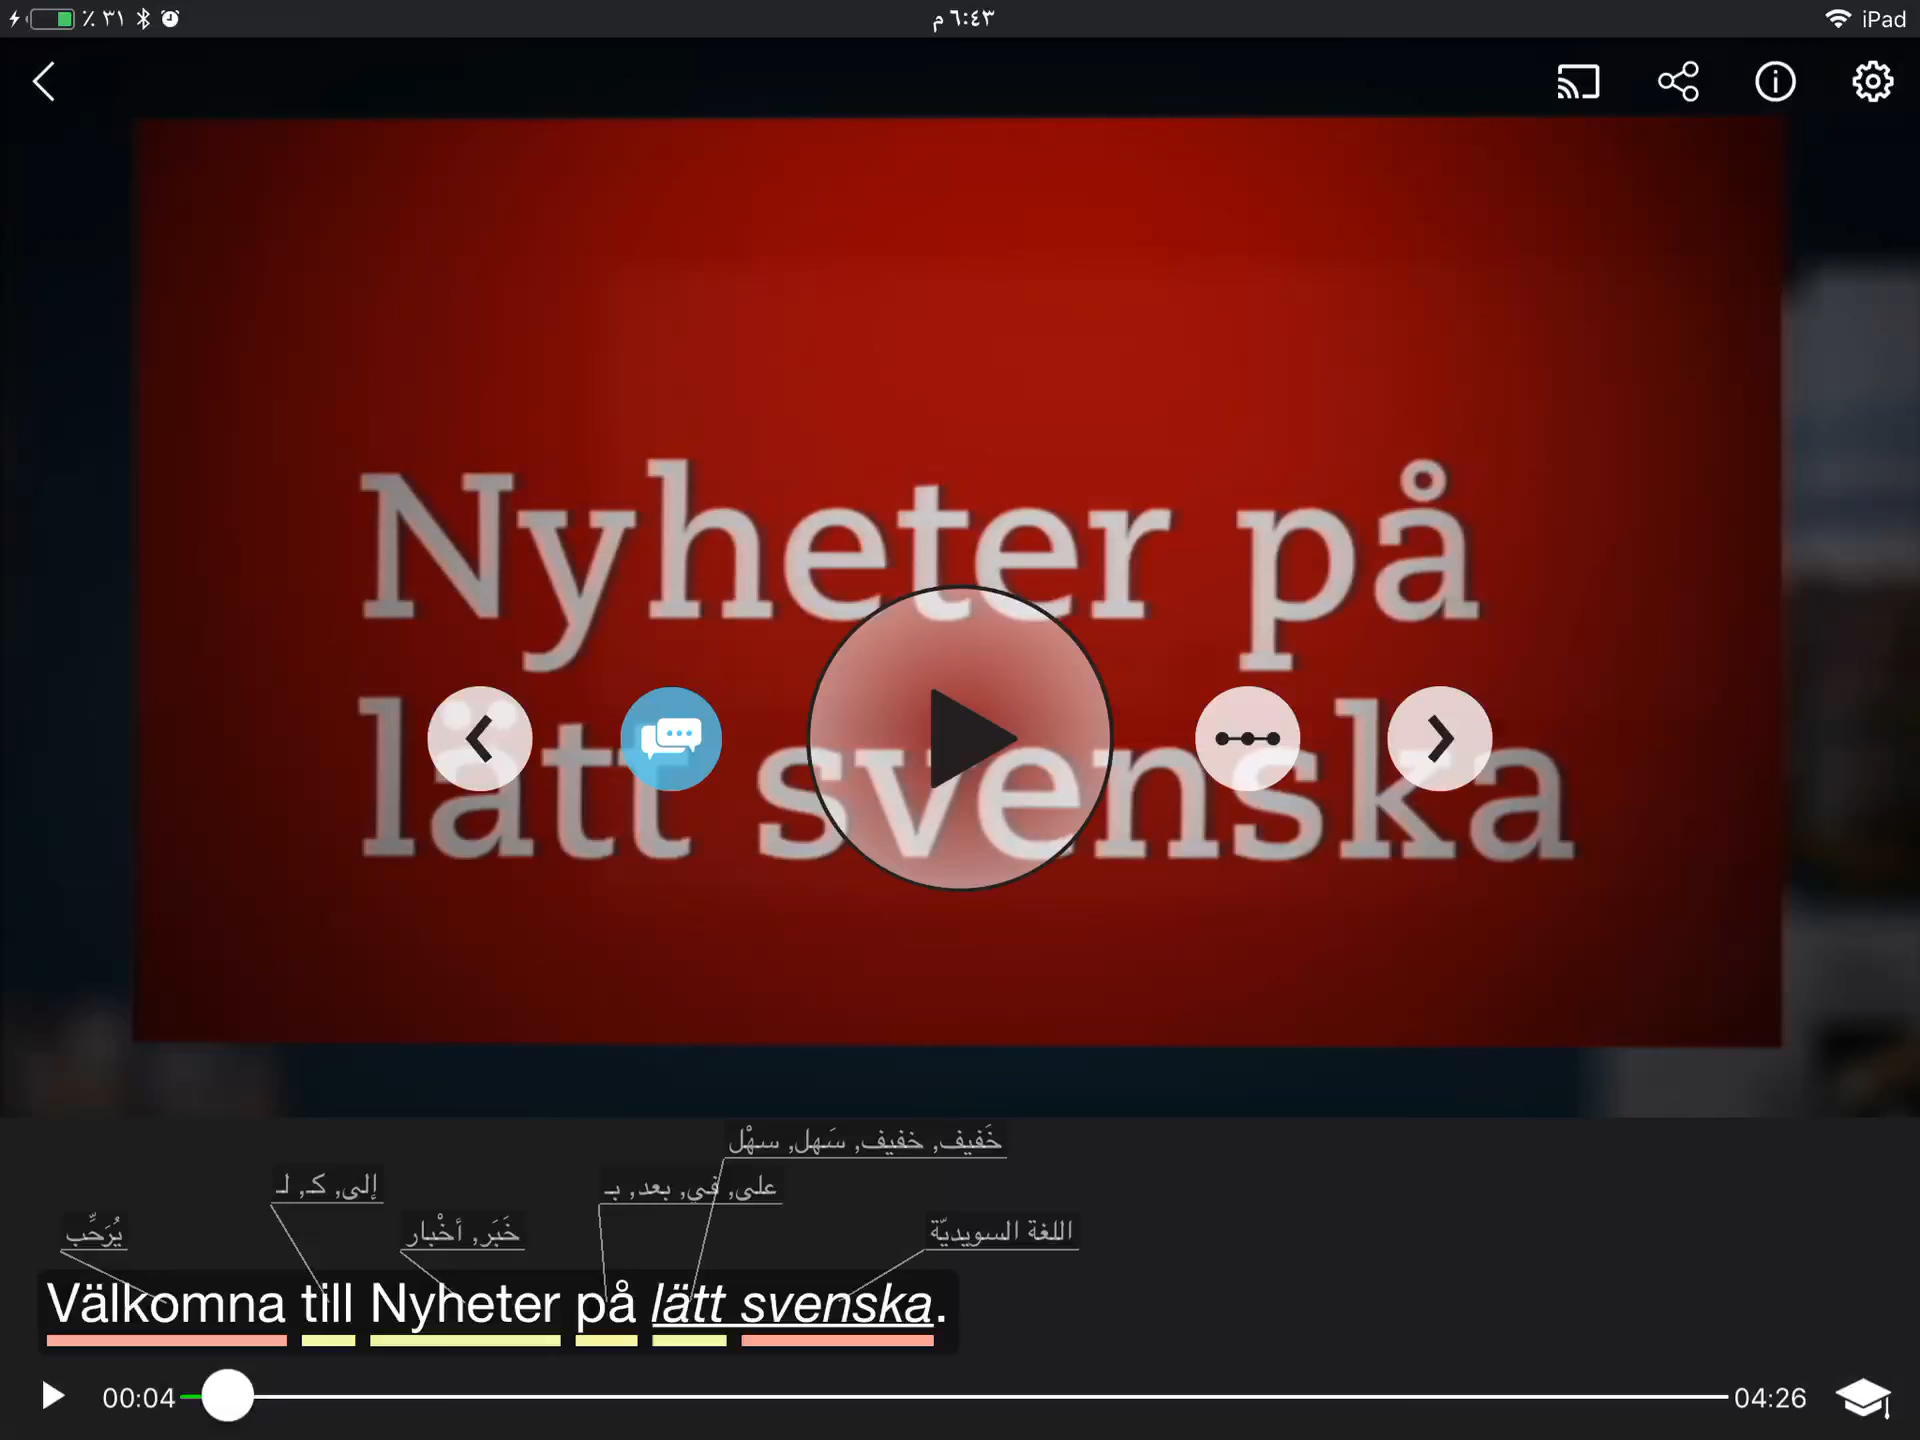 ٪ ٣١
٦:٤٣ م
iPad
Nyheter på
lätt svenska
خَفيف, خفيف, سَهل, سهْل
إلى, كـ, لـ
على, في, بعد, بـ
يُرَحِّب
خَبَر, أخْبار
اللغة السويديّة
Välkomna till Nyheter på lätt svenska.
00:04
04:26